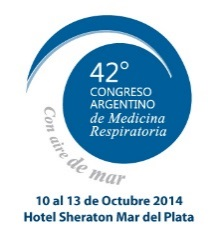 42°
CONGRESO
ARGENTINO
de Medicina
Respiratoria
Con aire de mar
10 al 13 de Octubre 2014
Hotel Sheraton Mar del Plata